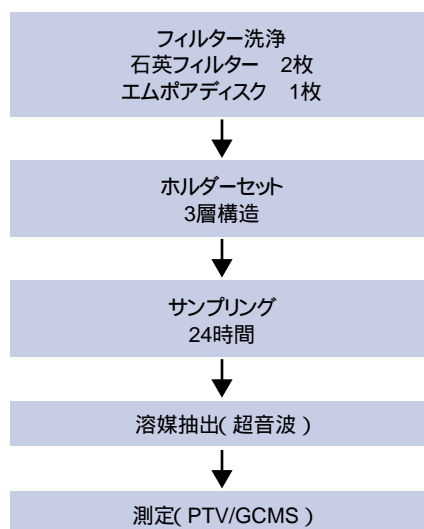 フィルター洗浄
石英フィルター　2枚
エムポアディスク　1枚
ホルダーセット
3層構造
サンプリング
24時間
溶媒抽出( 超音波 )
測定( PTV/GCMS )